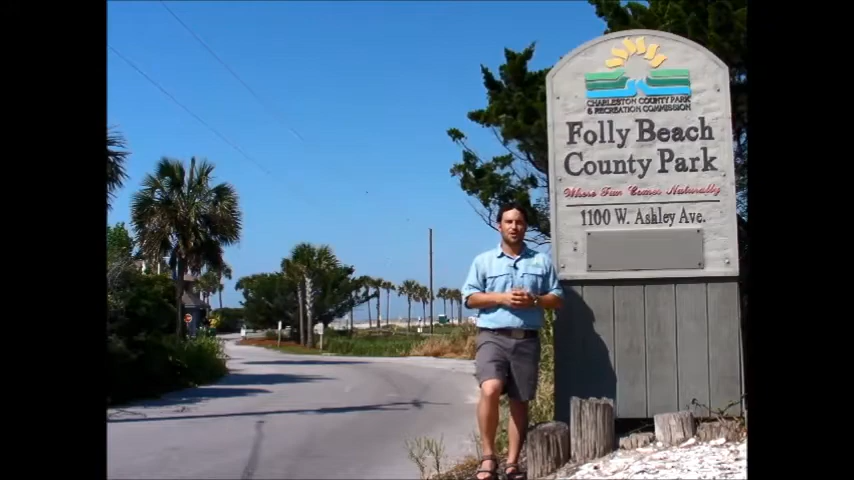 CHARLESTON COUNTY PARK
& RECREATION COMMISSION
Folly Beach
County Park
Where Fun Comes Naturally
1100 W. Ashley Ave.